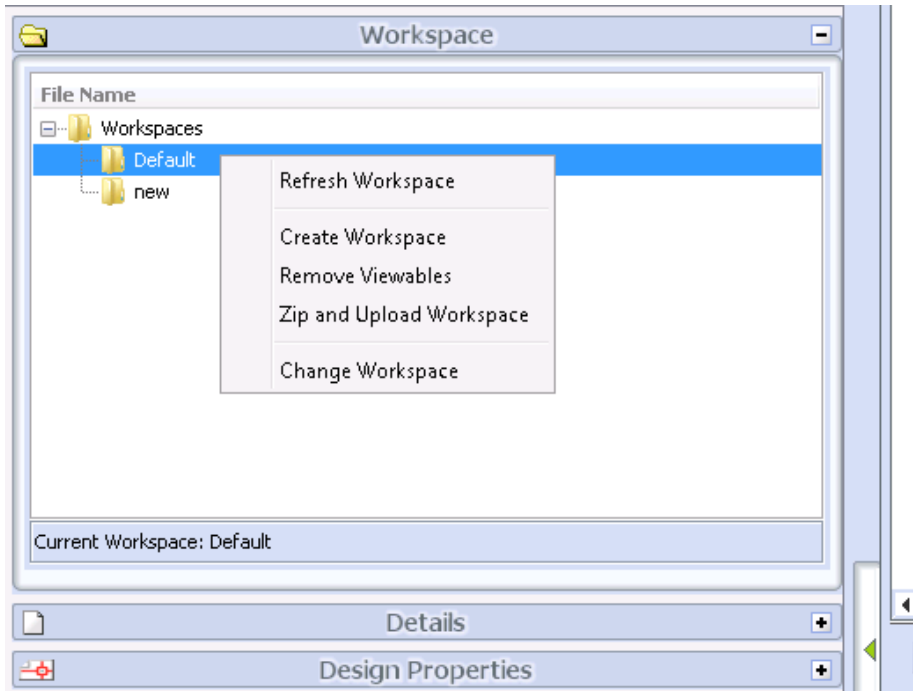 Workspace
File Name
Workspaces
Default
new
Refresh Workspace
Create Workspace
Remove Viewables
Zip and Upload Workspace
Change Workspace
Current Workspace: Default
Details
Design Properties